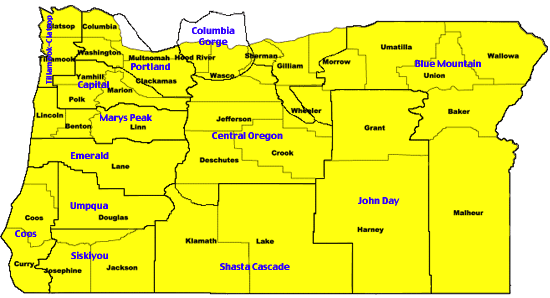 Clatsop
Columbia
Tillamook-Clatsop
Columbia
Gorge
Washington
Tillamook
Multnomah
Portland
Hood River
Sherman
Gilliam
Morrow
Umatilla
Wallowa
Blue Mountain
Union
Yamhill
Capital
Clackamas
Marion
Wasco
Polk
Lincoln
Marys Peak
Benton
Linn
Wheeler
Baker
Jefferson
Grant
Central Oregon
Emerald
Lane
Deschutes
Crook
Umpqua
Douglas
Coos
John Day
Malheur
Coos
Harney
Klamath
Lake
Siskiyou
Curry
Josephine
Jackson
Shasta Cascade